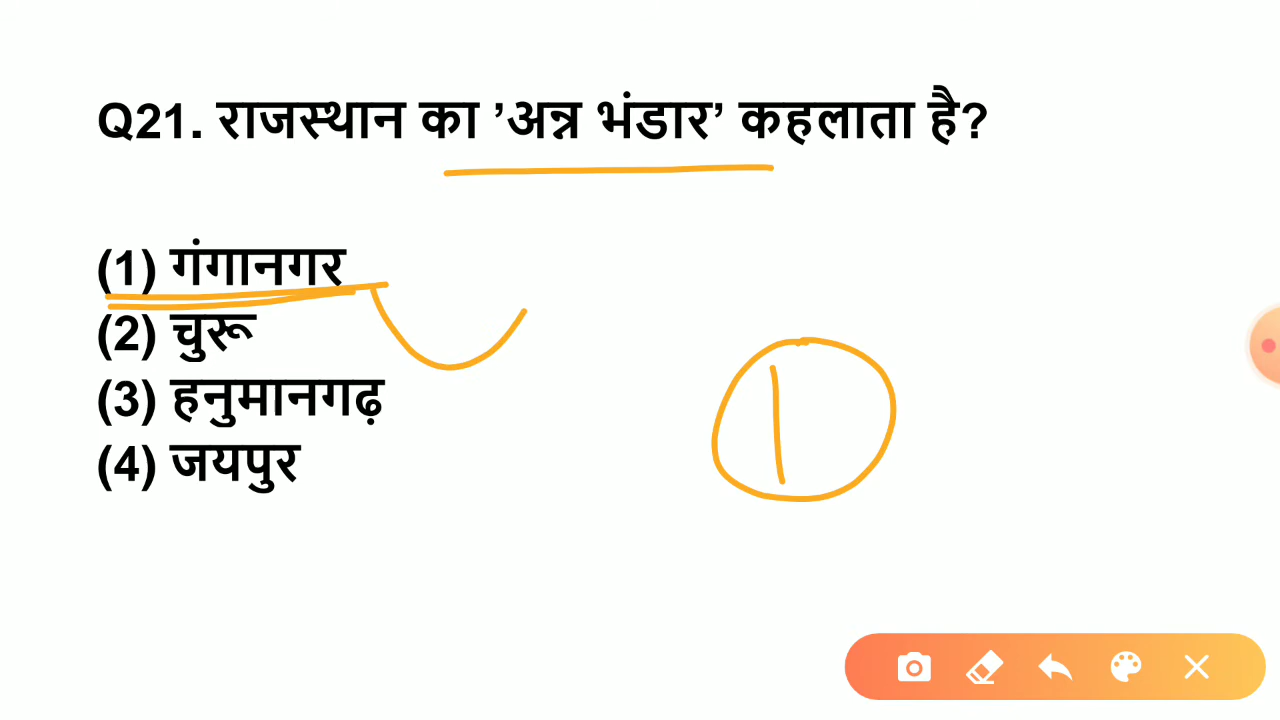 Q21. राजस्थान का ’अन्न भंडार’ कहलाता है?
(1) गंगानगर
(2) चुरू
(3) हनुमानगढ़
(4) जयपुर
1